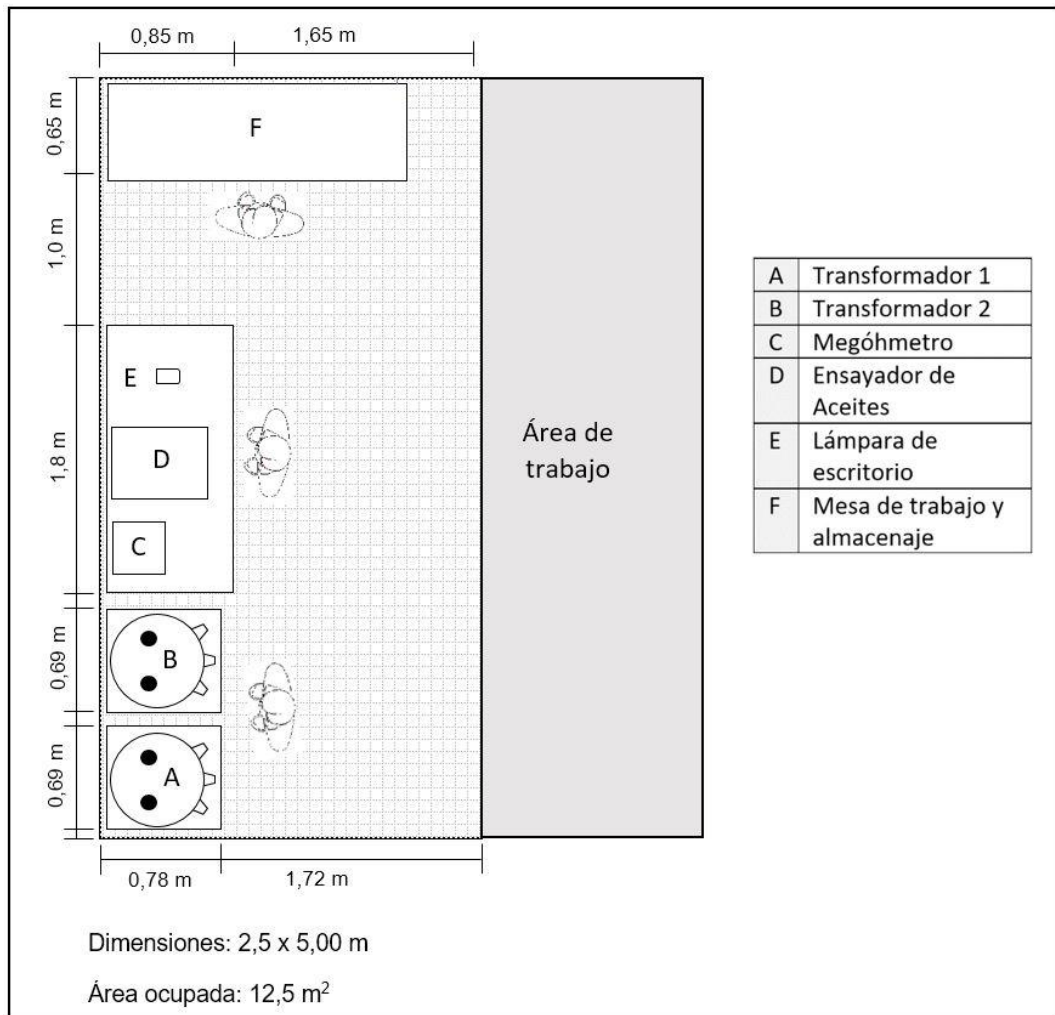 0,85 m
1,65 m
0,65 m
F
1,0 m
1,8 m
E
D
C
Área de
trabajo
A Transformador 1
B Transformador 2
C Megóhmetro
D Ensayador de
Aceites
E Lámpara de
escritorio
F Mesa de trabajo y
almacenaje
0,69 m
B
0,69 m
A
0,78 m
1,72 m
Dimensiones: 2,5 x 5,00 m
Área ocupada: 12,5 m²